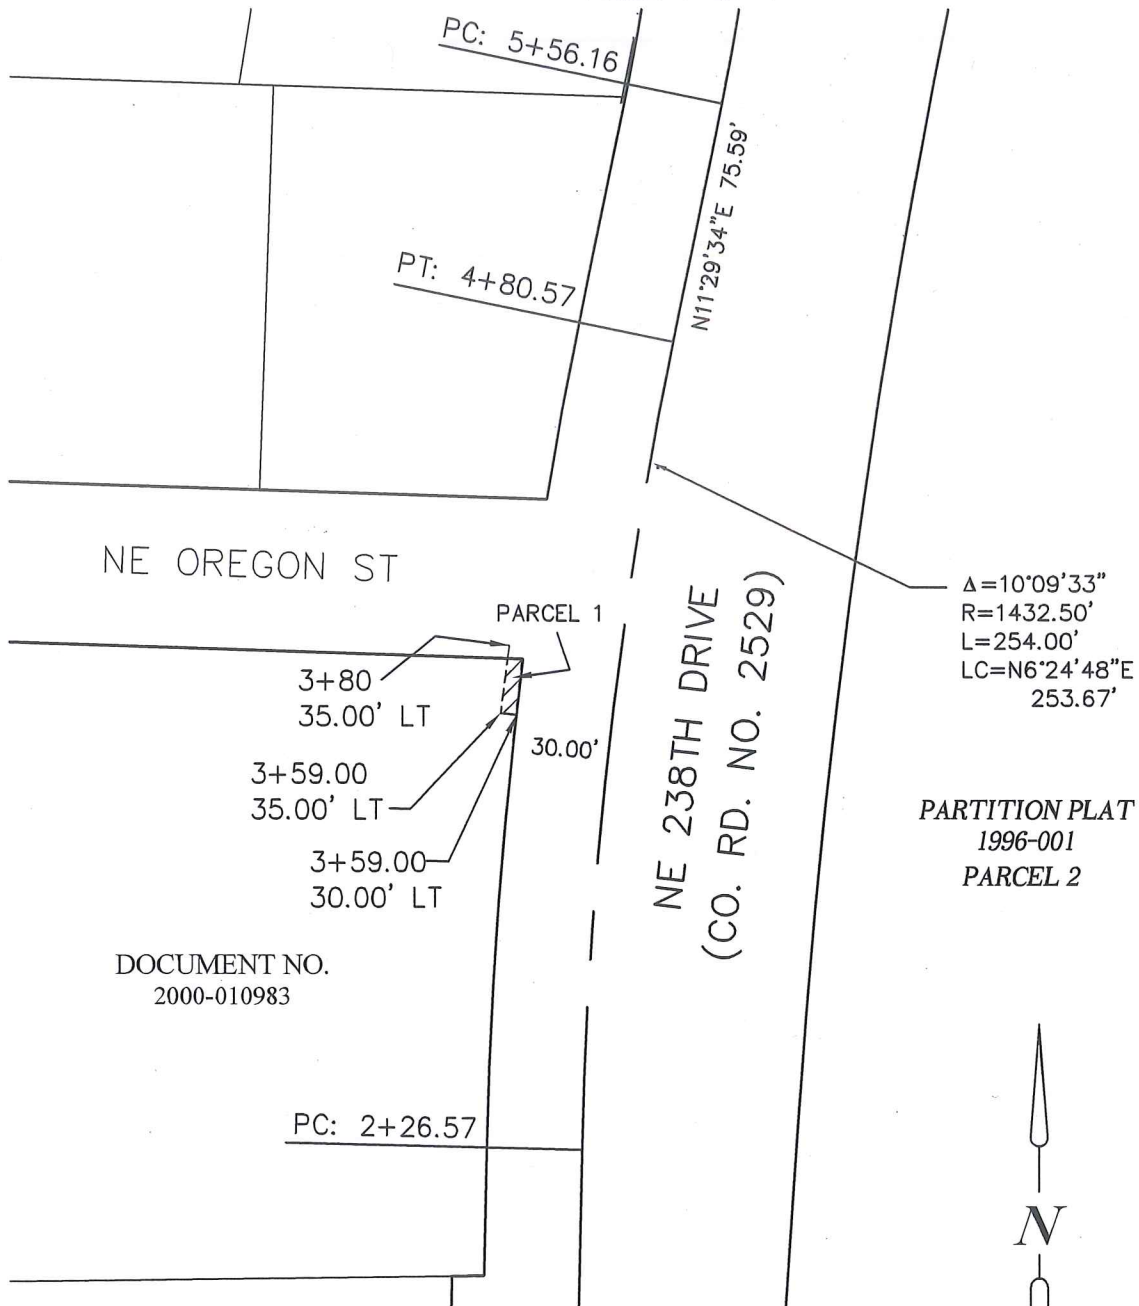 PC: 5+56.16
N11°29'34"E 75.59'
PT: 4+80.57
NE OREGON ST
PARCEL 1
3+80
35.00' LT
3+59.00
35.00' LT
3+59.00
30.00' LT
30.00'
NE 238TH DRIVE
(CO. RD. NO. 2529)
Δ=10°09'33"
R=1432.50'
L=254.00'
LC=N6°24'48"E
253.67'
PARTITION PLAT
1996-001
PARCEL 2
DOCUMENT NO.
2000-010983
PC: 2+26.57
N